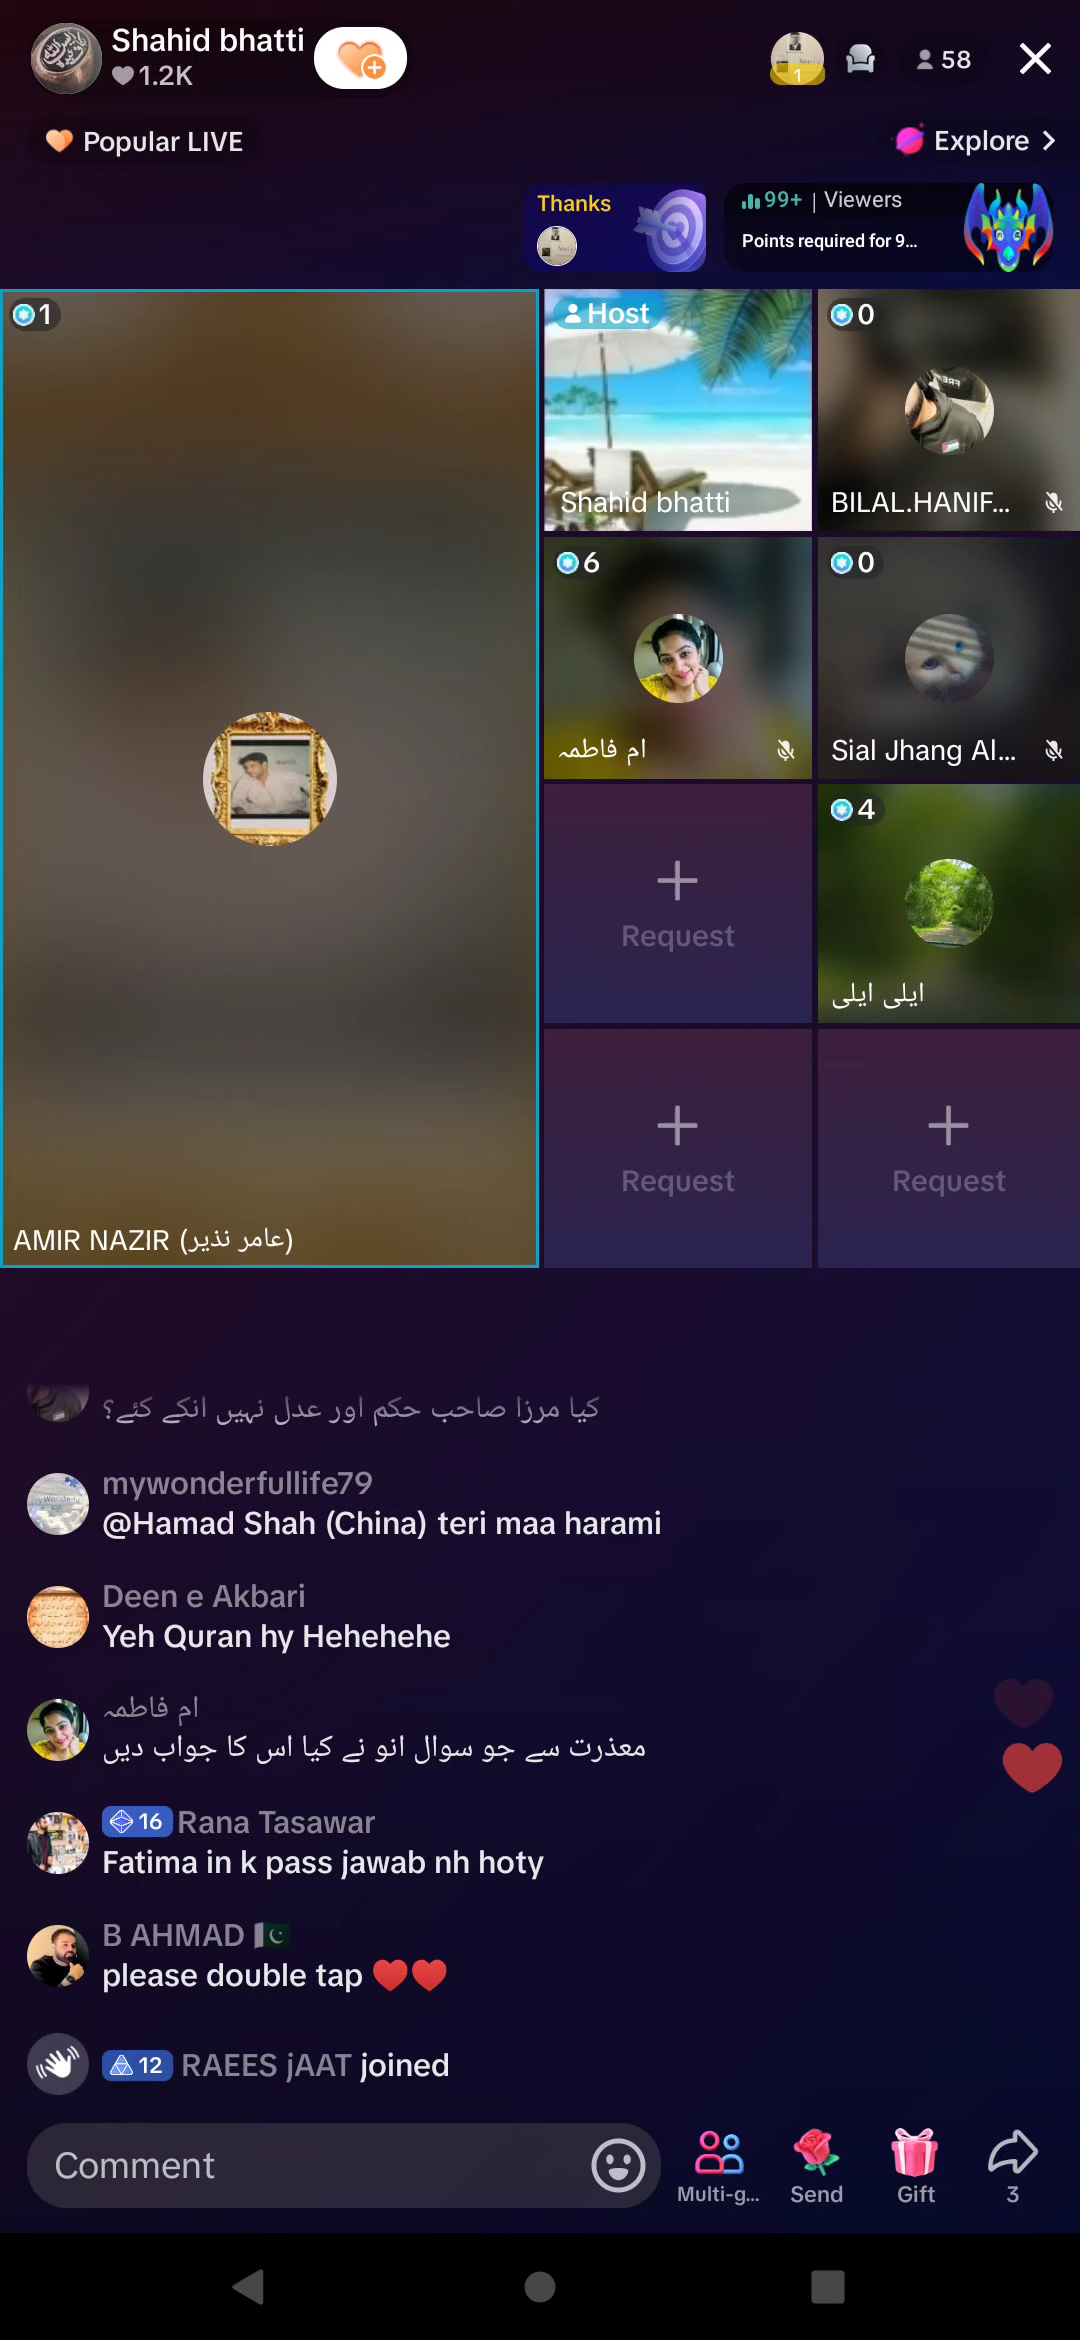 Shahid bhatti
1.2K
1
58
Popular LIVE
Explore
Thanks
99+ | Viewers
Points required for 9...
1
Host
Shahid bhatti
0
BILAL.HANIF...
6
ام فاطمہ
0
Sial Jhang Al...
Request
4
ایلی ایلی
Request
Request
AMIR NAZIR (عامر نذیر)
کیا مرزا صاحب حکم اور عدل نہیں انکے کئے؟
mywonderfullife79
@Hamad Shah (China) teri maa harami
Deen e Akbari
Yeh Quran hy Hehehehe
ام فاطمہ
معذرت سے جو سوال انو نے کیا اس کا جواب دیں
16 Rana Tasawar
Fatima in k pass jawab nh hoty
B AHMAD 🇵🇰
please double tap ♥️♥️
12 RAEES jAAT joined
Comment
Multi-g...
Send
Gift
3